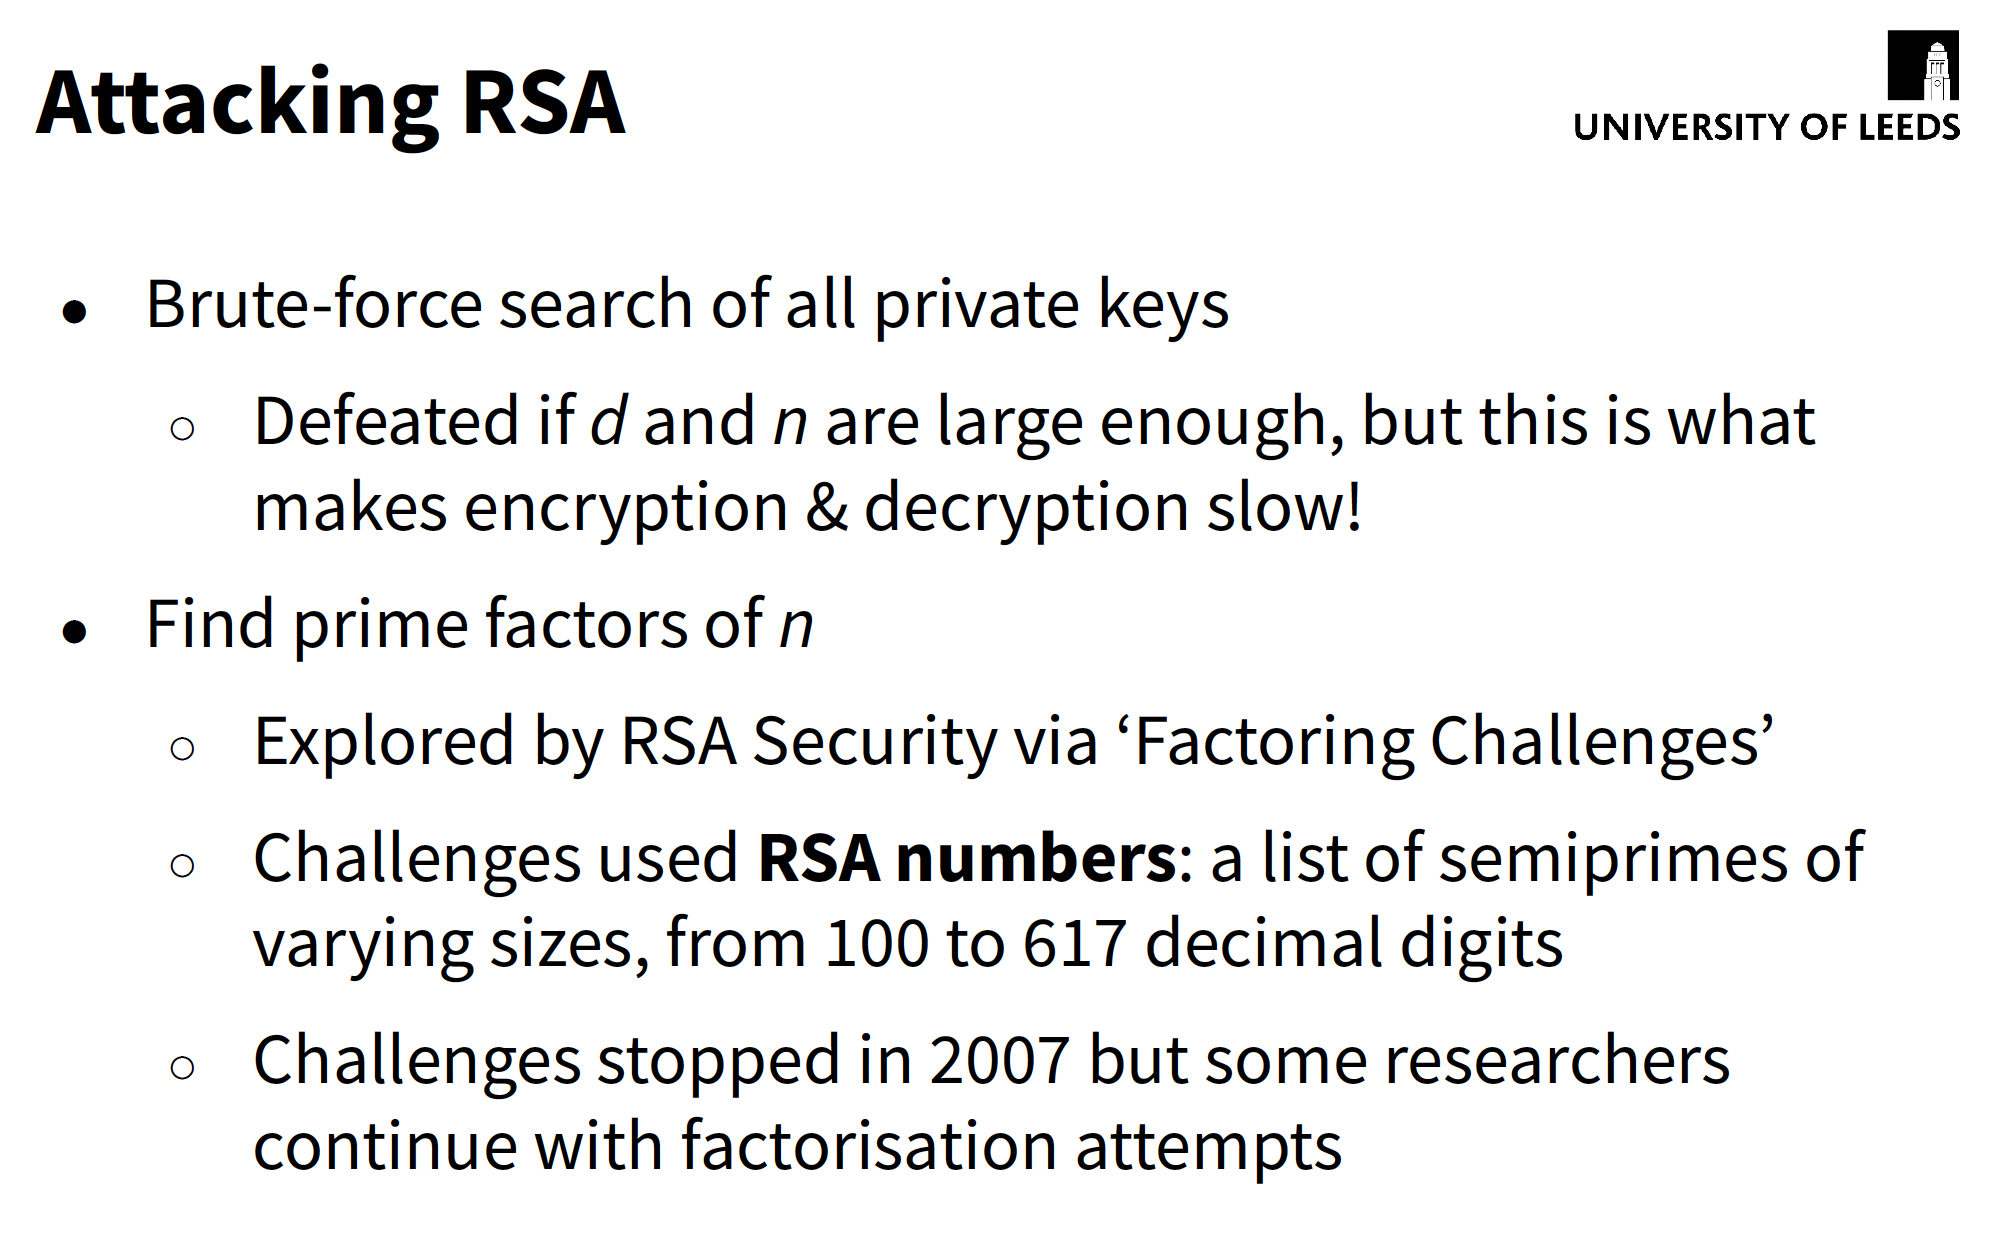 Attacking RSA
UNIVERSITY OF LEEDS
● Brute-force search of all private keys
○ Defeated if d and n are large enough, but this is what
makes encryption & decryption slow!
● Find prime factors of n
○ Explored by RSA Security via ‘Factoring Challenges’
○ Challenges used RSA numbers: a list of semiprimes of
varying sizes, from 100 to 617 decimal digits
○ Challenges stopped in 2007 but some researchers
continue with factorisation attempts